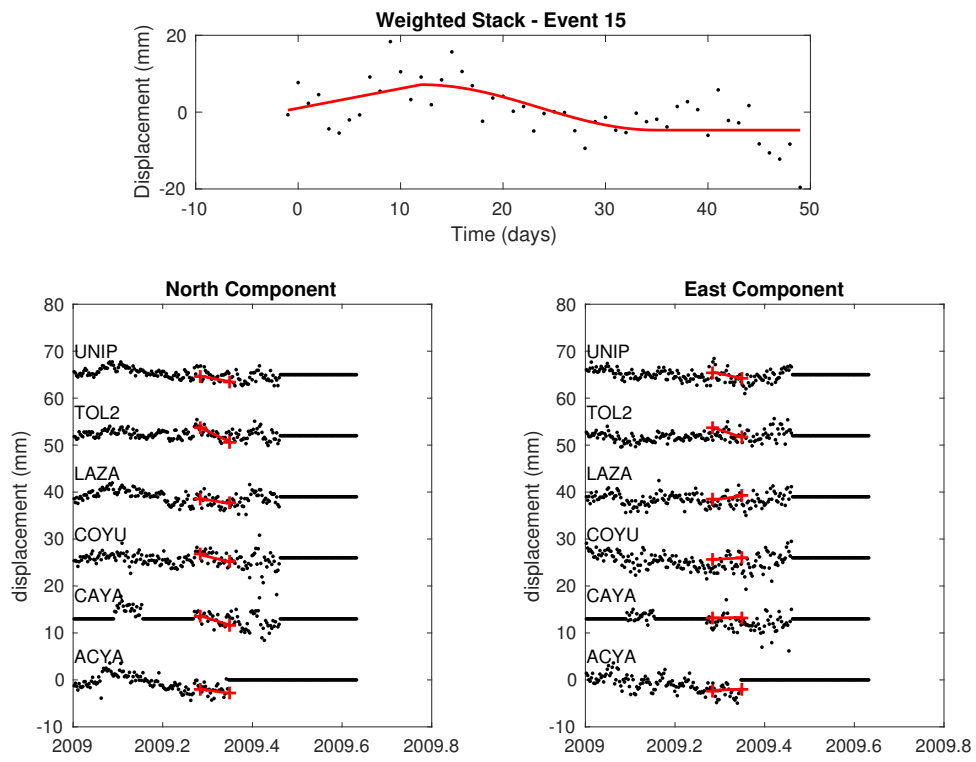 Weighted Stack - Event 15
Displacement (mm)
20
0
-20
-10 0 10 20 30 40 50
Time (days)
North Component
displacement (mm)
80
70
60
50
40
30
20
10
0
-10
UNIP
TOL2
LAZA
COYU
CAYA
ACYA
2009 2009.2 2009.4 2009.6 2009.8
East Component
displacement (mm)
80
70
60
50
40
30
20
10
0
-10
UNIP
TOL2
LAZA
COYU
CAYA
ACYA
2009 2009.2 2009.4 2009.6 2009.8